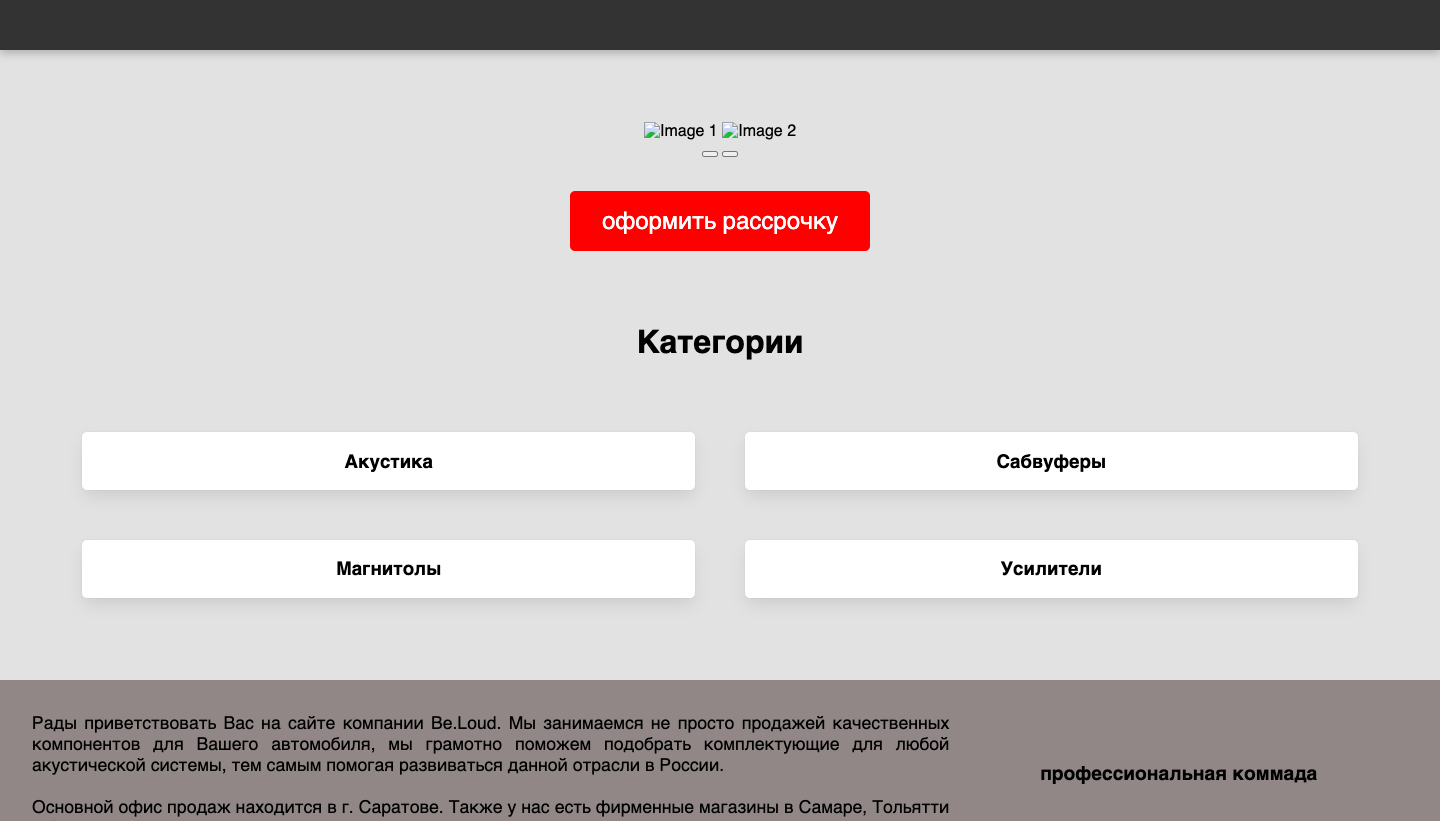 Image 1 Image 2
оформить рассрочку
Категории
Акустика
Сабвуферы
Магнитолы
Усилители
Рады приветствовать Вас на сайте компании Be.Loud. Мы занимаемся не просто продажей качественных
компонентов для Вашего автомобиля, мы грамотно поможем подобрать комплектующие для любой
акустической системы, тем самым помогая развиваться данной отрасли в России.
Основной офис продаж находится в г. Саратове. Также у нас есть фирменные магазины в Самаре, Тольятти
профессиональная коммада